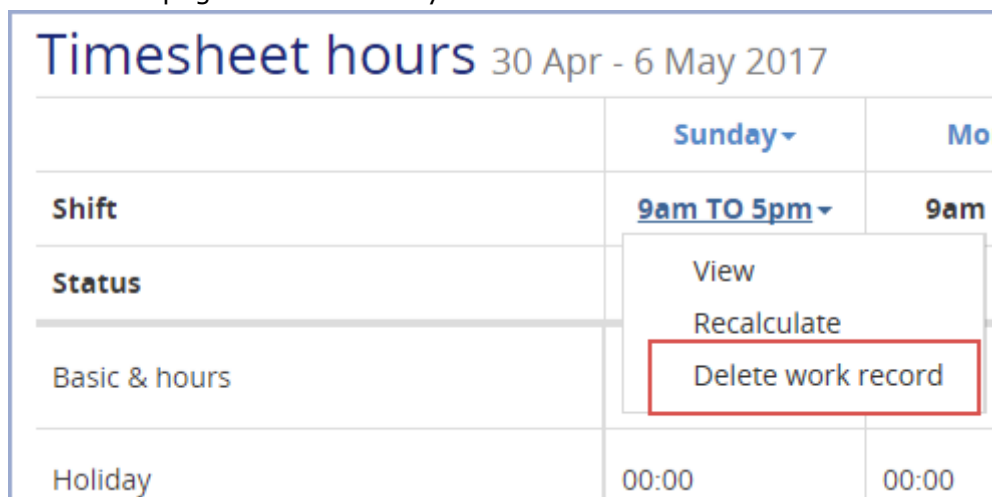 Timesheet hours 30 Apr - 6 May 2017
Sunday Mo
Shift 9am TO 5pm 9am
Status View
Recalculate
Basic & hours Delete work record
Holiday 00:00 00:00